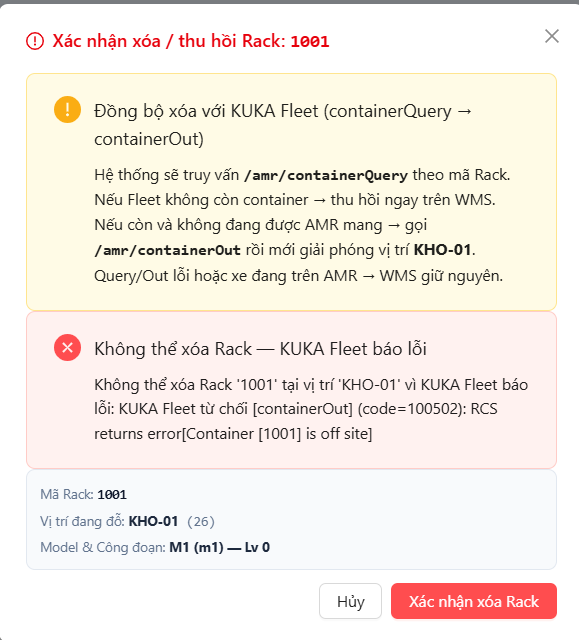 Xác nhận xóa / thu hồi Rack: 1001
Đồng bộ xóa với KUKA Fleet (containerQuery →
containerOut)
Hệ thống sẽ truy vấn /amr/containerQuery theo mã Rack.
Nếu Fleet không còn container → thu hồi ngay trên WMS.
Nếu còn và không đang được AMR mang → gọi
/amr/containerOut rồi mới giải phóng vị trí KHO-01.
Query/Out lỗi hoặc xe đang trên AMR → WMS giữ nguyên.
Không thể xóa Rack — KUKA Fleet báo lỗi
Không thể xóa Rack '1001' tại vị trí 'KHO-01' vì KUKA Fleet báo
lỗi: KUKA Fleet từ chối [containerOut] (code=100502): RCS
returns error[Container [1001] is off site]
Mã Rack: 1001
Vị trí đang đỗ: KHO-01 (26)
Model & Công đoạn: M1 (m1) — Lv 0
Hủy
Xác nhận xóa Rack